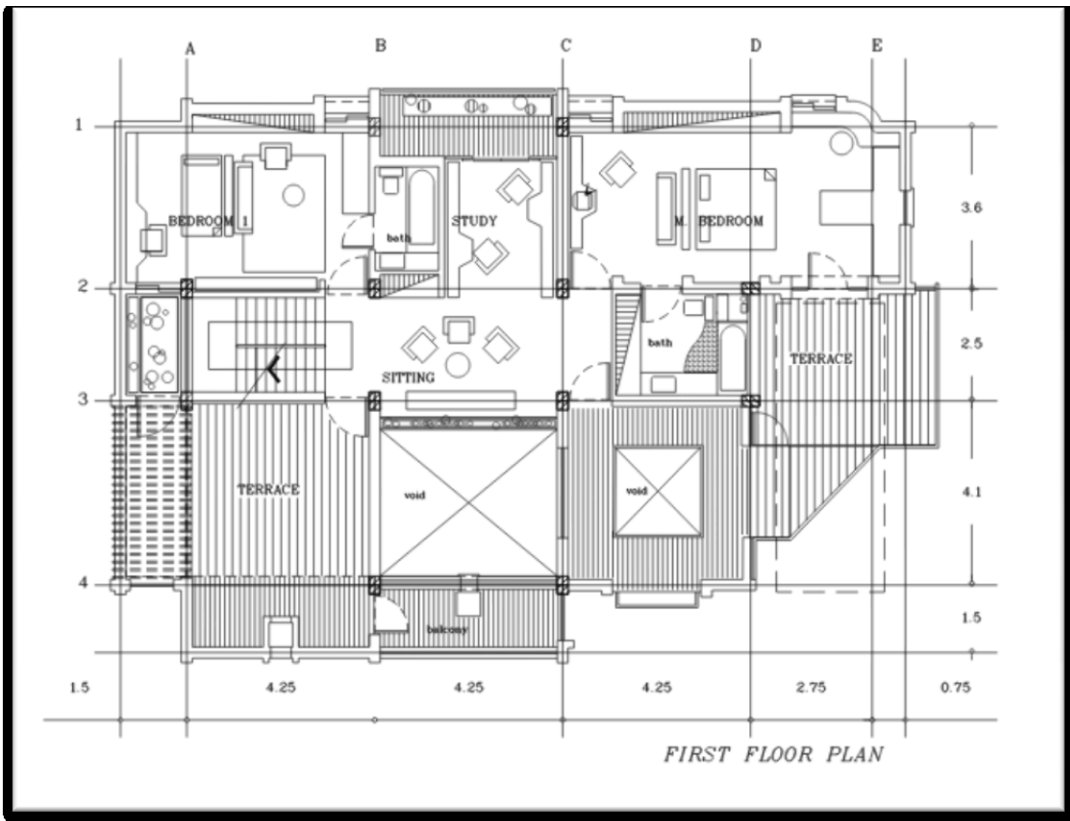 A B C D E
1
3.6
BEDROOM 1 STUDY M. BEDROOM
bath
2
2.5
bath
TERRACE
SITTING
3
4.1
TERRACE void void
4
1.5
balcony
1.5 4.25 4.25 4.25 2.75 0.75
FIRST FLOOR PLAN